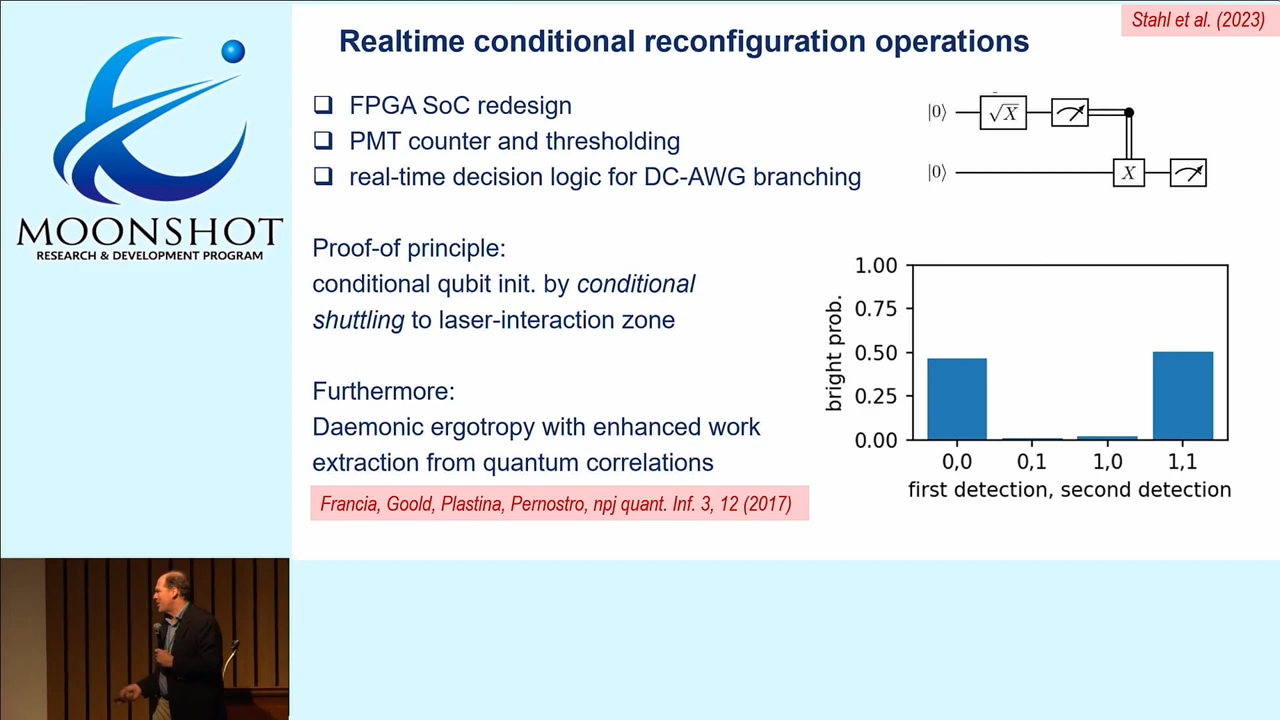 Stahl et al. (2023)
Realtime conditional reconfiguration operations
FPGA SoC redesign
PMT counter and thresholding
real-time decision logic for DC-AWG branching
Proof-of principle:
conditional qubit init. by conditional
shuttling to laser-interaction zone
Furthermore:
Daemonic ergotropy with enhanced work
extraction from quantum correlations
Francia, Goold, Plastina, Pernostro, npj quant. Inf. 3, 12 (2017)
|0⟩ √X
|0⟩ X
1.00
0.75
0.50
0.25
0.00
bright prob.
0,0 0,1 1,0 1,1
first detection, second detection
MOONSHOT
RESEARCH & DEVELOPMENT PROGRAM